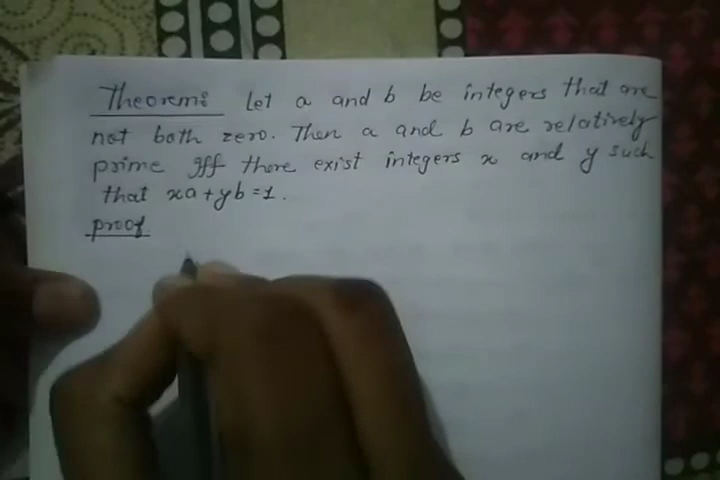 Theorem: Let a and b be integers that are
not both zero. Then a and b are relatively
prime iff there exist integers x and y such
that xa+yb=1.
proof.